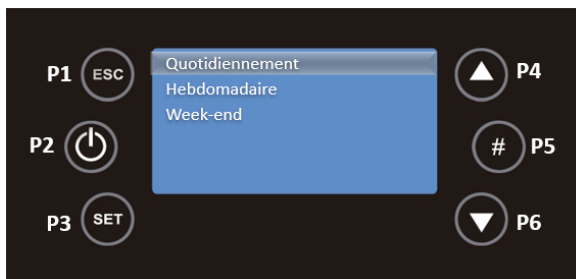 P1 ESC
Quotidiennement
Hebdomadaire
Week-end
P4
P2
# P5
P3 SET
P6